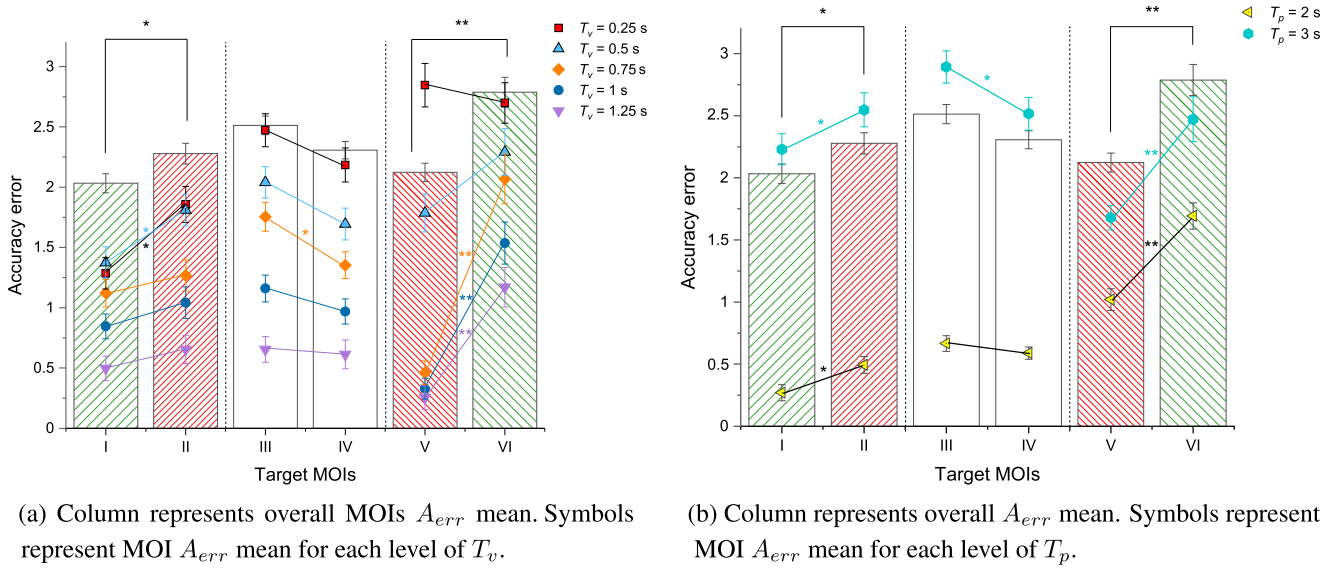 *
**
T_v = 0.25 s
T_v = 0.5 s
T_v = 0.75 s
T_v = 1 s
T_v = 1.25 s
Accuracy error
3
2.5
2
1.5
1
0.5
0
*
*
*
**
**
**
I II III IV V VI
Target MOIs
(a) Column represents overall MOIs A_err mean. Symbols
represent MOI A_err mean for each level of T_v.
*
**
T_p = 2 s
T_p = 3 s
Accuracy error
3
2.5
2
1.5
1
0.5
0
*
*
*
**
**
I II III IV V VI
Target MOIs
(b) Column represents overall A_err mean. Symbols represent
MOI A_err mean for each level of T_p.